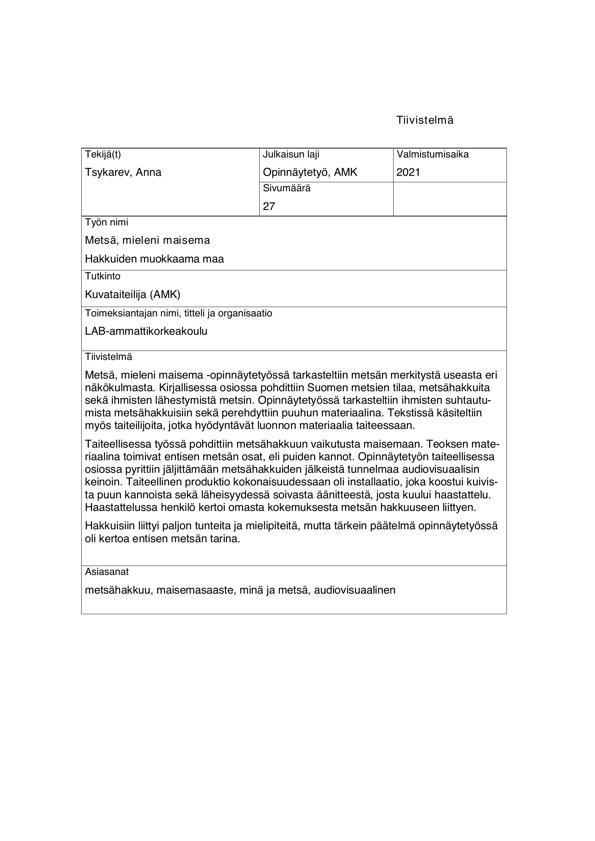 Tiivistelmä
Tekijä(t)
Tsykarev, Anna
Julkaisun laji
Opinnäytetyö, AMK
Valmistumisaika
2021
Sivumäärä
27
Työn nimi
Metsä, mieleni maisema
Hakkuiden muokkaama maa
Tutkinto
Kuvataiteilija (AMK)
Toimeksiantajan nimi, titteli ja organisaatio
LAB-ammattikorkeakoulu
Tiivistelmä
Metsä, mieleni maisema -opinnäytetyössä tarkasteltiin metsän merkitystä useasta eri
näkökulmasta. Kirjallisessa osiossa pohdittiin Suomen metsien tilaa, metsähakkuita
sekä ihmisten lähestymistä metsin. Opinnäytetyössä tarkasteltiin ihmisten suhtautu-
mista metsähakkuisiin sekä perehdyttiin puuhun materiaalina. Tekstissä käsiteltiin
myös taiteilijoita, jotka hyödyntävät luonnon materiaalia taiteessaan.
Taiteellisessa työssä pohdittiin metsähakkuun vaikutusta maisemaan. Teoksen mate-
riaalina toimivat entisen metsän osat, eli puiden kannot. Opinnäytetyön taiteellisessa
osiossa pyrittiin jäljittämään metsähakkuiden jälkeistä tunnelmaa audiovisuaalisin
keinoin. Taiteellinen produktio kokonaisuudessaan oli installaatio, joka koostui kuivis-
ta puun kannoista sekä läheisyydessä soivasta äänitteestä, josta kuului haastattelu.
Haastattelussa henkilö kertoi omasta kokemuksesta metsän hakkuuseen liittyen.
Hakkuisiin liittyi paljon tunteita ja mielipiteitä, mutta tärkein päätelmä opinnäytetyössä
oli kertoa entisen metsän tarina.
Asiasanat
metsähakkuu, maisemasaaste, minä ja metsä, audiovisuaalinen